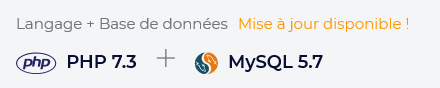 Langage + Base de données Mise à jour disponible !
php PHP 7.3 + MySQL 5.7